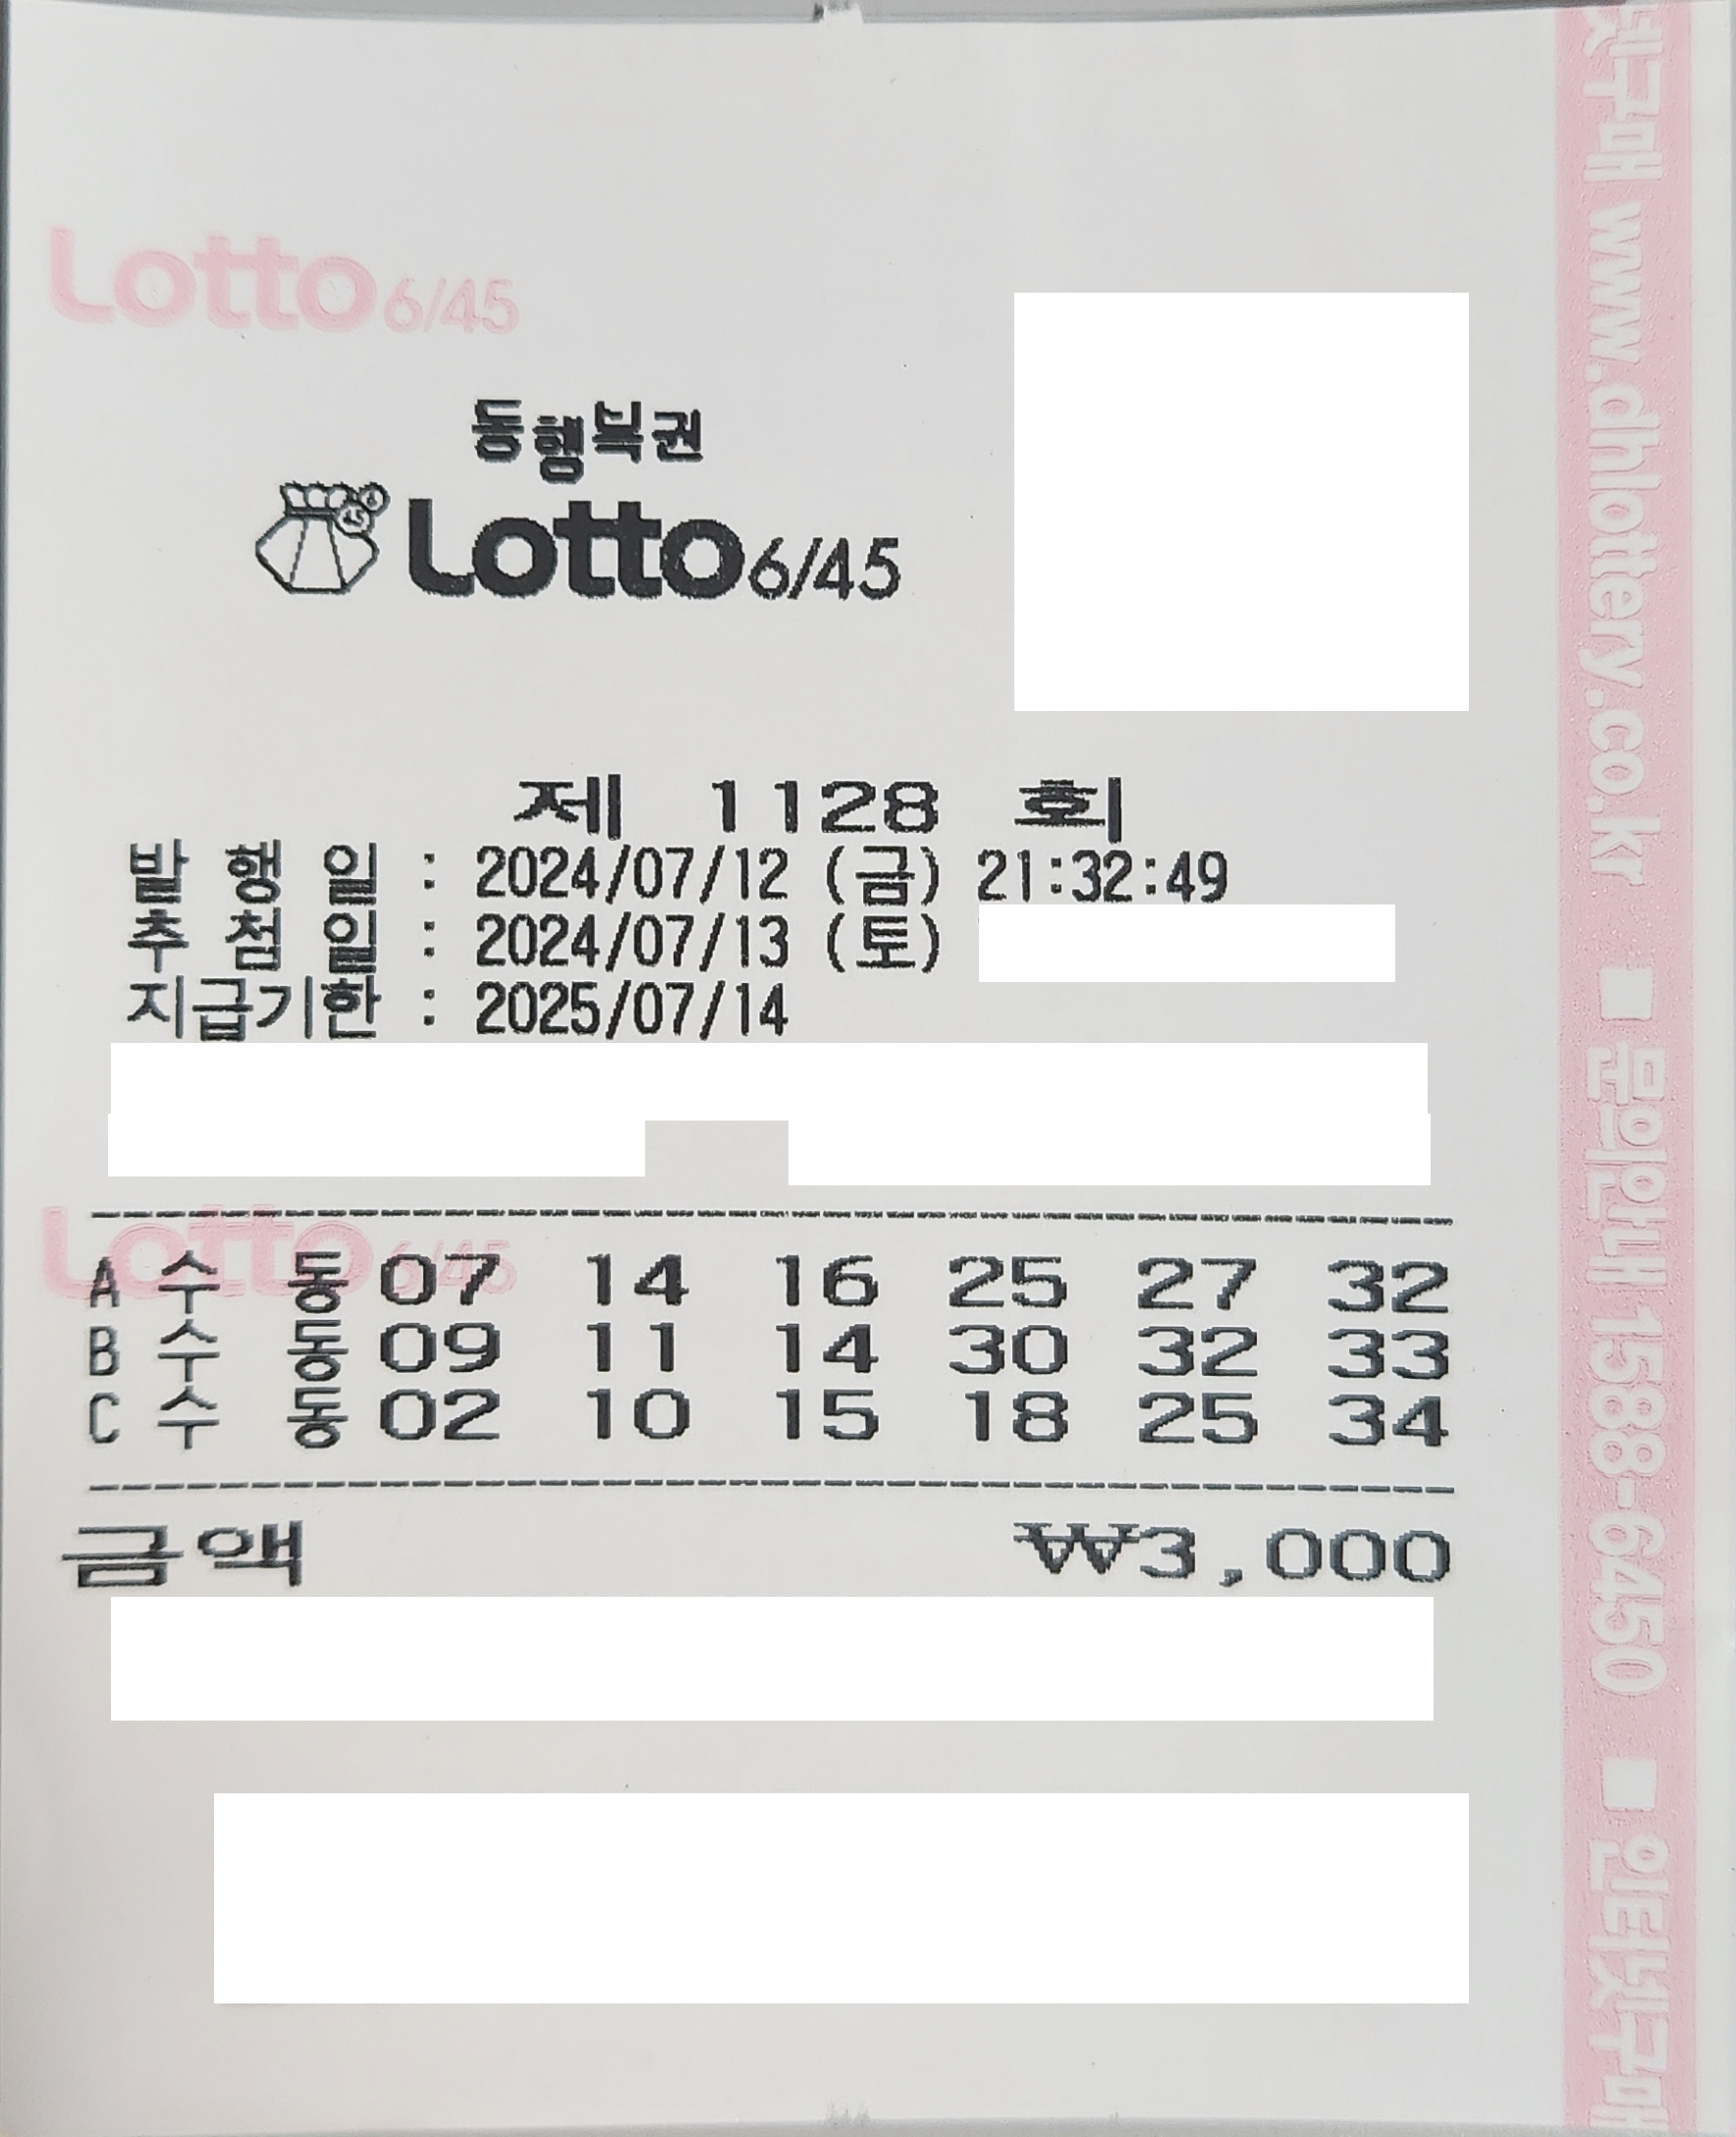 Lotto 6/45
동행복권
Lotto 6/45
제 1128 회
발 행 일 : 2024/07/12 (금) 21:32:49
추 첨 일 : 2024/07/13 (토)
지급기한 : 2025/07/14
Lotto 6/45
A 수 동 07 14 16 25 27 32
B 수 동 09 11 14 30 32 33
C 수 동 02 10 15 18 25 34
금액 ₩3,000
넷구매 www.dhlottery.co.kr ■ 문의안내 1588-6450 ■ 인터넷구매